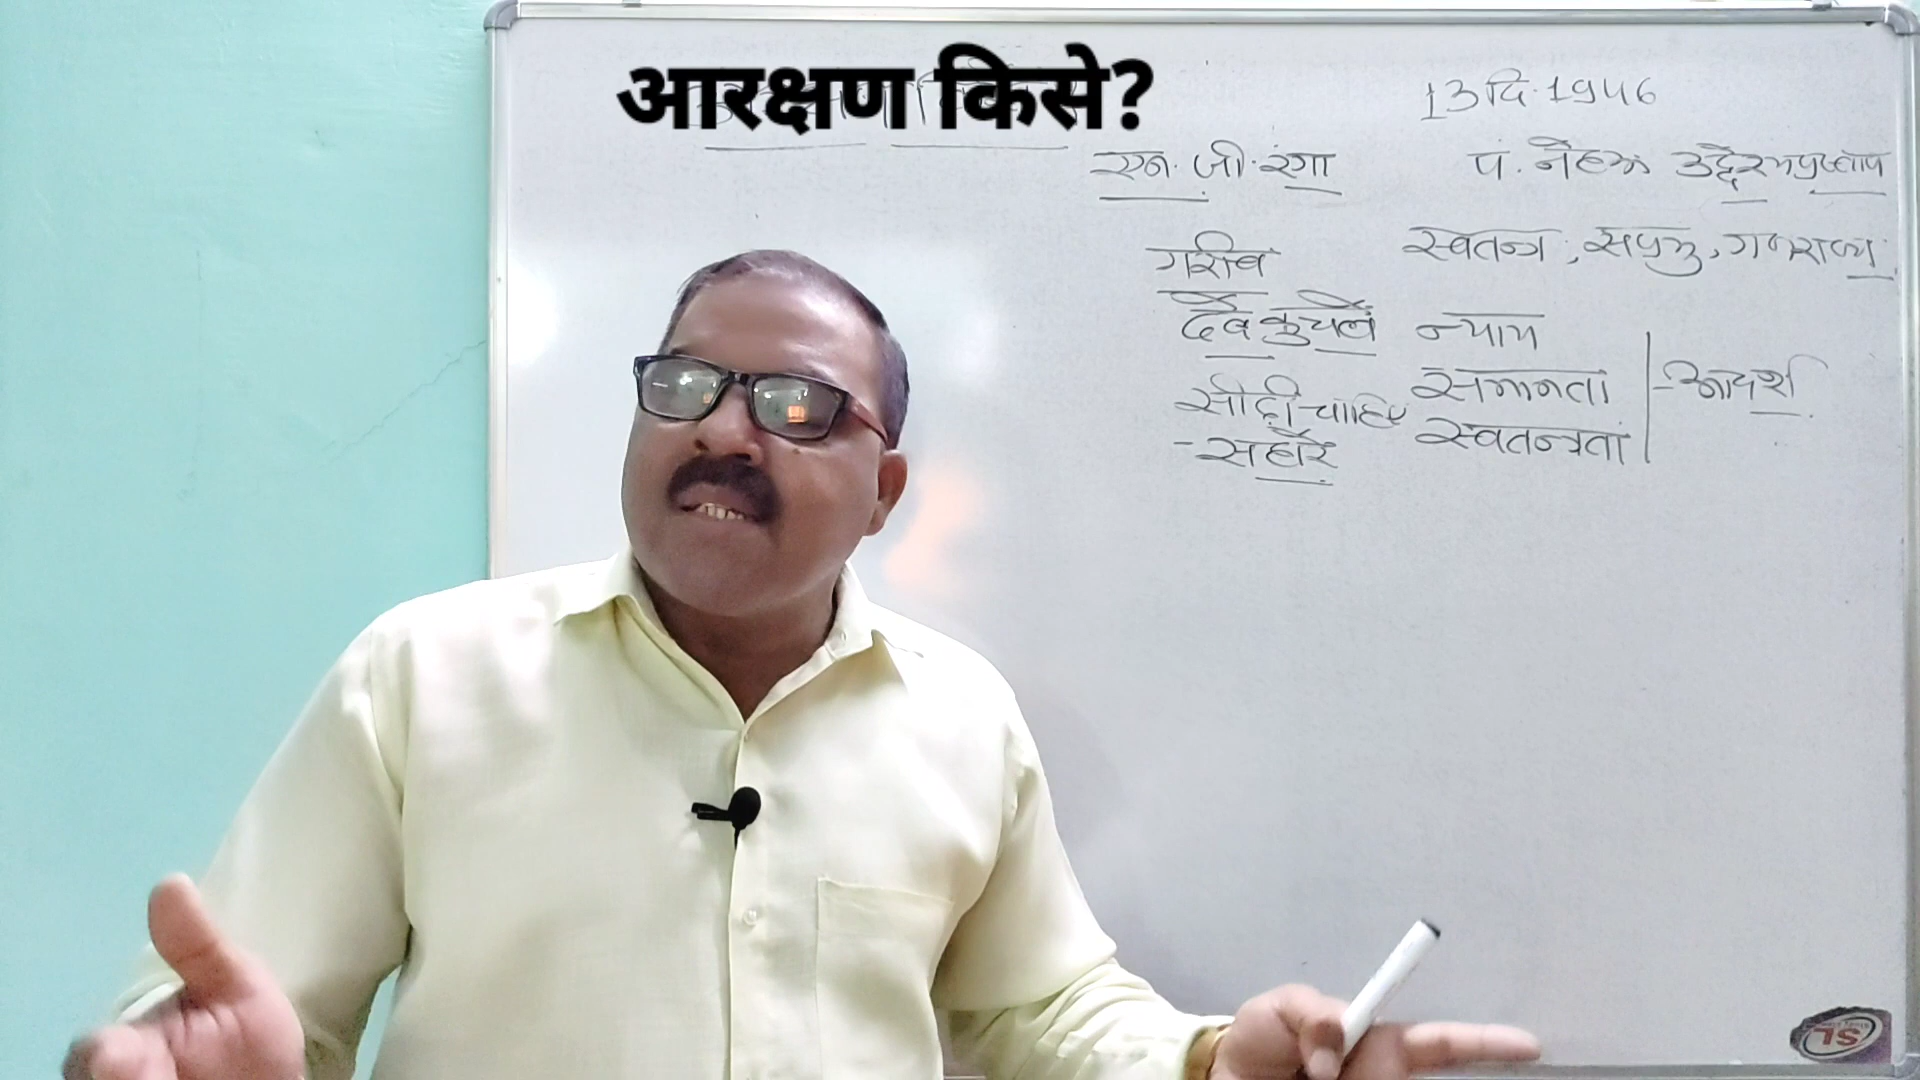 आरक्षण किसे?
13 दि. 1946
एन. जी. रंगा
पं. नेहरू उद्देश्य प्रस्ताव
गरीब
स्वतन्त्र, संप्रभु, गणराज्य
दबे कुचलें
न्याय
सीढ़ी चाहिए
समानता
- आदर्श
- सहारे
स्वतन्त्रता
SL